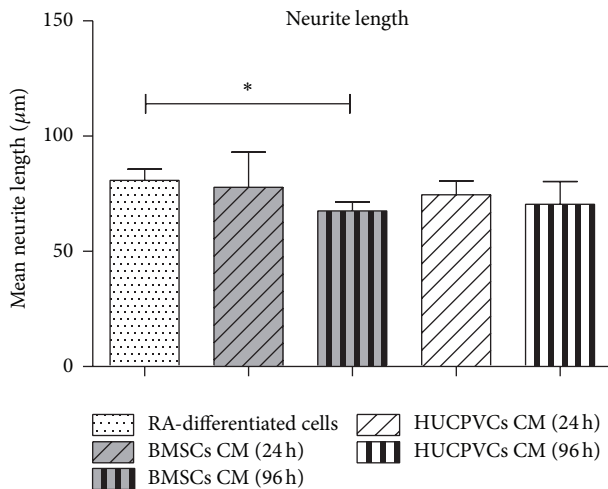 Neurite length
150
100
50
0
Mean neurite length (μm)
*
RA-differentiated cells
BMSCs CM (24 h)
BMSCs CM (96 h)
HUCPVCs CM (24 h)
HUCPVCs CM (96 h)